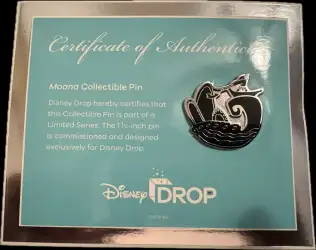 Certificate of Authenticity
Moana Collectible Pin
Disney Drop hereby certifies that
this Collectible Pin is part of a
Limited Series. The 1½-inch pin
is commissioned and designed
exclusively for Disney Drop.
Disney DROP